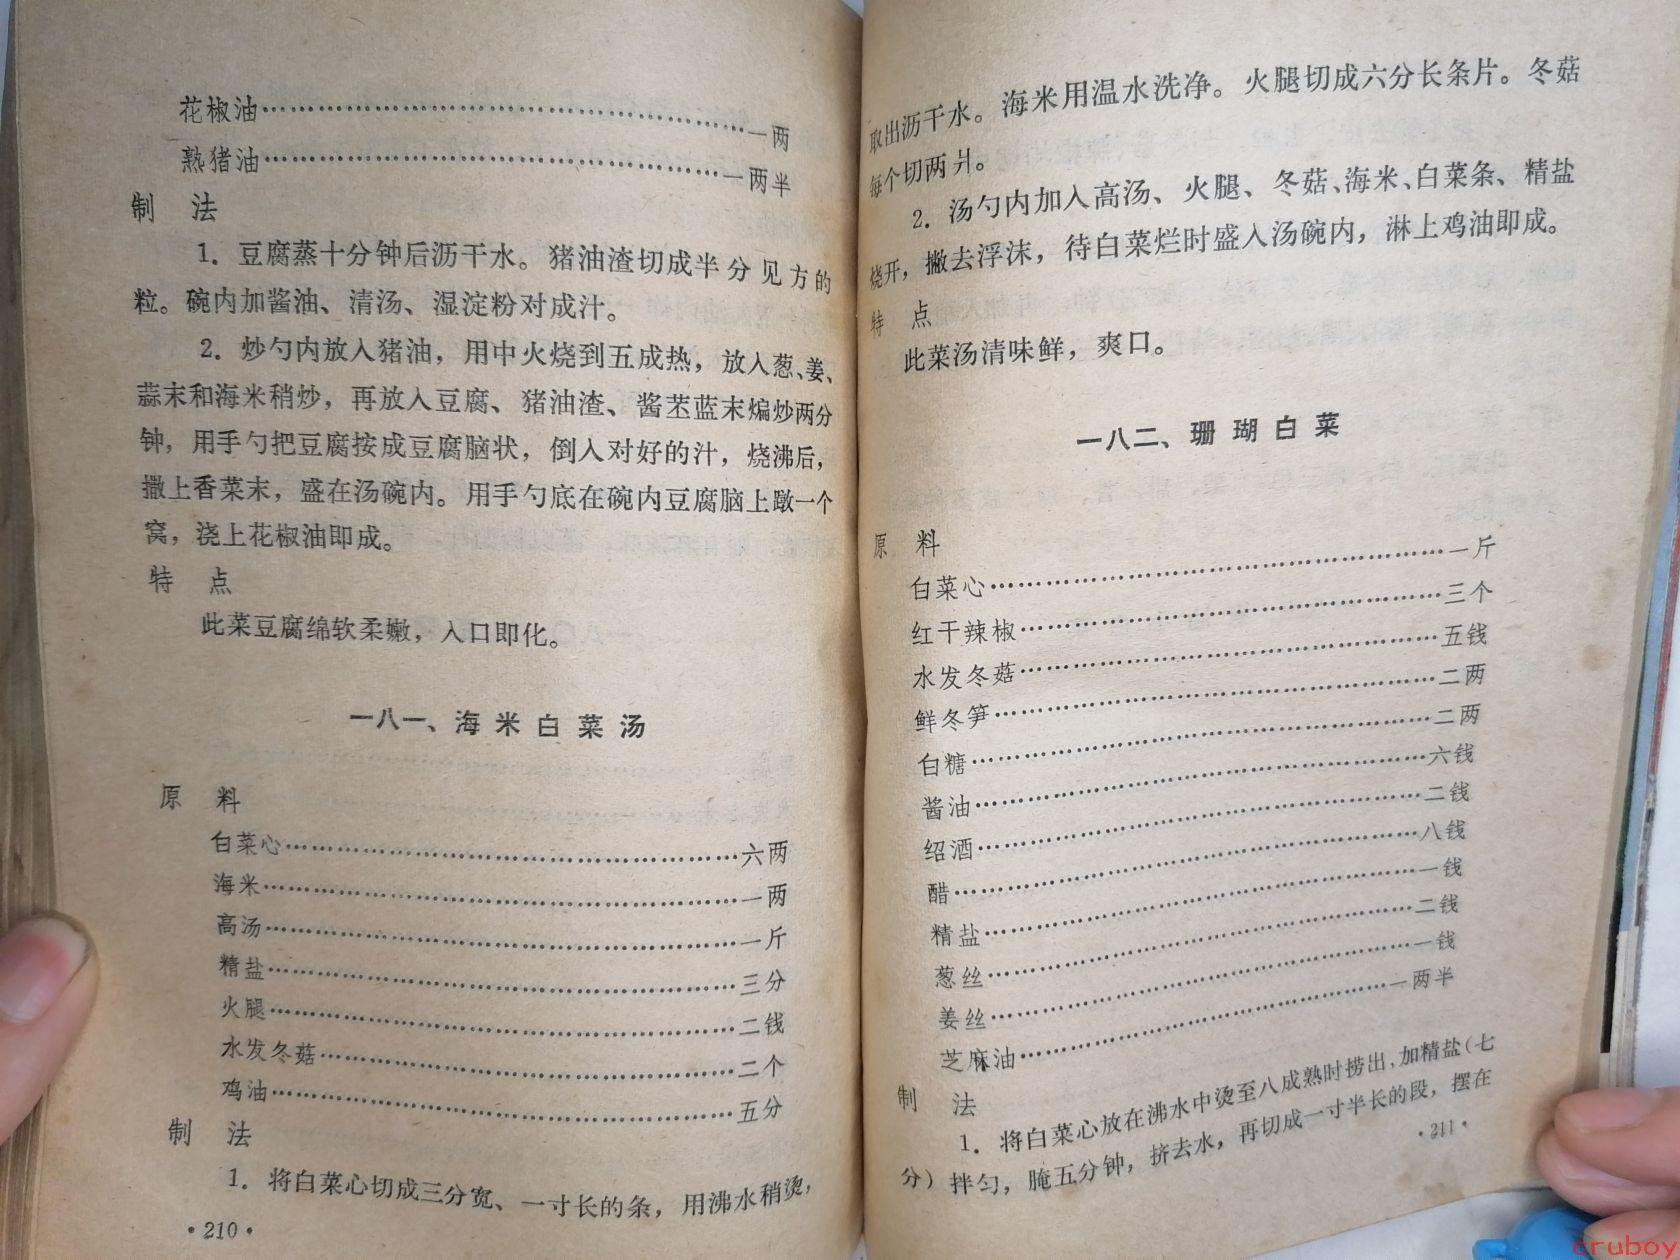 花椒油……一两
熟猪油……一两半
制 法
1. 豆腐蒸十分钟后沥干水。猪油渣切成半分见方的
粒。碗内加酱油、清汤、湿淀粉对成汁。
2. 炒勺内放入猪油，用中火烧到五成热，放入葱、姜、
蒜末和海米稍炒，再放入豆腐、猪油渣、酱苤蓝末煸炒两分
钟，用手勺把豆腐按成豆腐脑状，倒入对好的汁，烧沸后，
撒上香菜末，盛在汤碗内。用手勺底在碗内豆腐脑上蹾一个
窝，浇上花椒油即成。
特 点
此菜豆腐绵软柔嫩，入口即化。
一八一、海米白菜汤
原 料
白菜心……六两
海米……一两
高汤……一斤
精盐……三分
火腿……二钱
水发冬菇……二个
鸡油……五分
制 法
1. 将白菜心切成三分宽、一寸长的条，用沸水稍烫，
·210·
取出沥干水。海米用温水洗净。火腿切成六分长条片。冬菇
每个切两爿。
2. 汤勺内加入高汤、火腿、冬菇、海米、白菜条、精盐
烧开，撇去浮沫，待白菜烂时盛入汤碗内，淋上鸡油即成。
特 点
此菜汤清味鲜，爽口。
一八二、珊瑚白菜
原 料
白菜心……一斤
红干辣椒……三个
水发冬菇……五钱
鲜冬笋……二两
白糖……二两
酱油……六钱
绍酒……二钱
醋……八钱
精盐……一钱
葱丝……二钱
姜丝……一钱
芝麻油……一两半
制 法
1. 将白菜心放在沸水中烫至八成熟时捞出，加精盐（七
分）拌匀，腌五分钟，挤去水，再切成一寸半长的段，摆在
·211·
cruboy